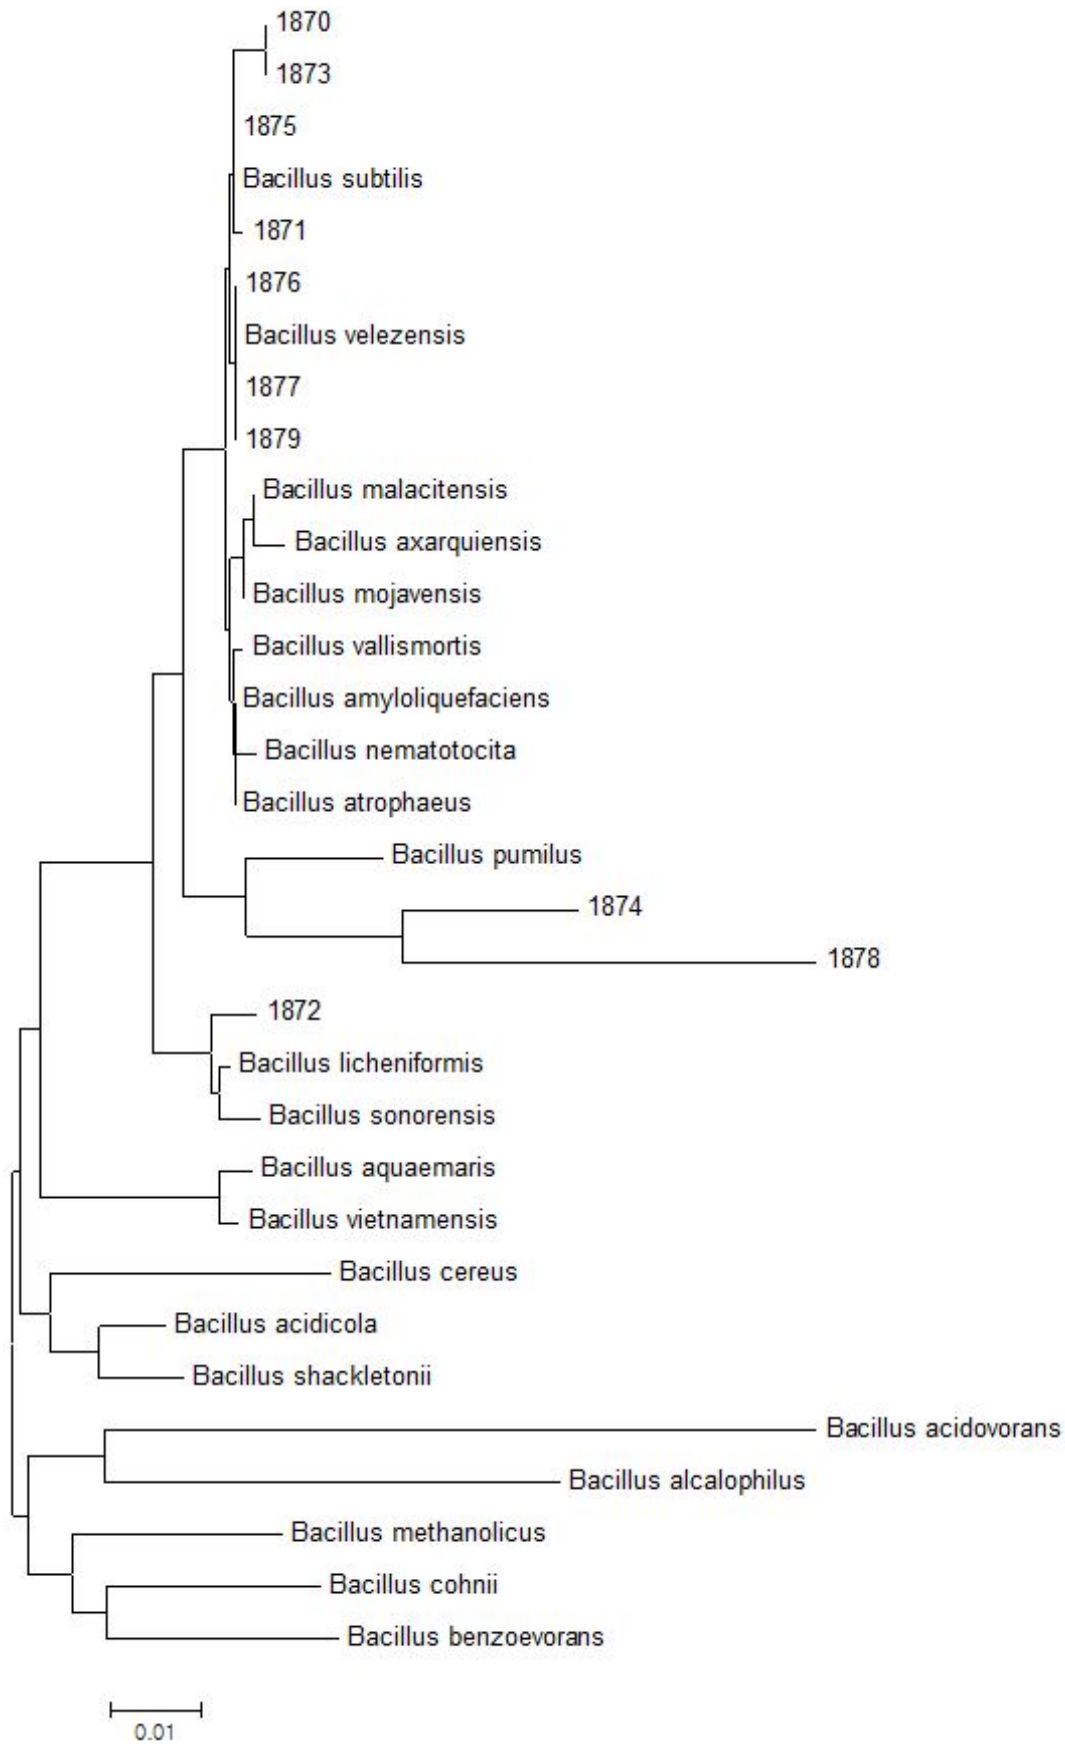 1870
1873
1875
Bacillus subtilis
1871
1876
Bacillus velezensis
1877
1879
Bacillus malacitensis
Bacillus axarquiensis
Bacillus mojavensis
Bacillus vallismortis
Bacillus amyloliquefaciens
Bacillus nematotocita
Bacillus atrophaeus
Bacillus pumilus
1874
1878
1872
Bacillus licheniformis
Bacillus sonorensis
Bacillus aquaemaris
Bacillus vietnamensis
Bacillus cereus
Bacillus acidicola
Bacillus shackletonii
Bacillus acidovorans
Bacillus alcalophilus
Bacillus methanolicus
Bacillus cohnii
Bacillus benzoevorans
0.01